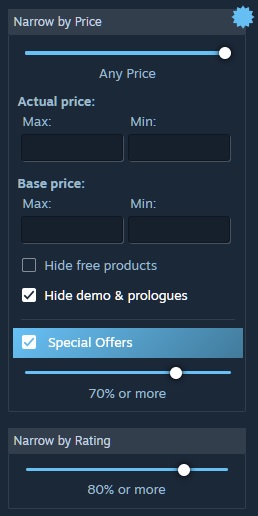 Narrow by Price
Any Price
Actual price:
Max: Min:
Base price:
Max: Min:
Hide free products
Hide demo & prologues
Special Offers
70% or more
Narrow by Rating
80% or more